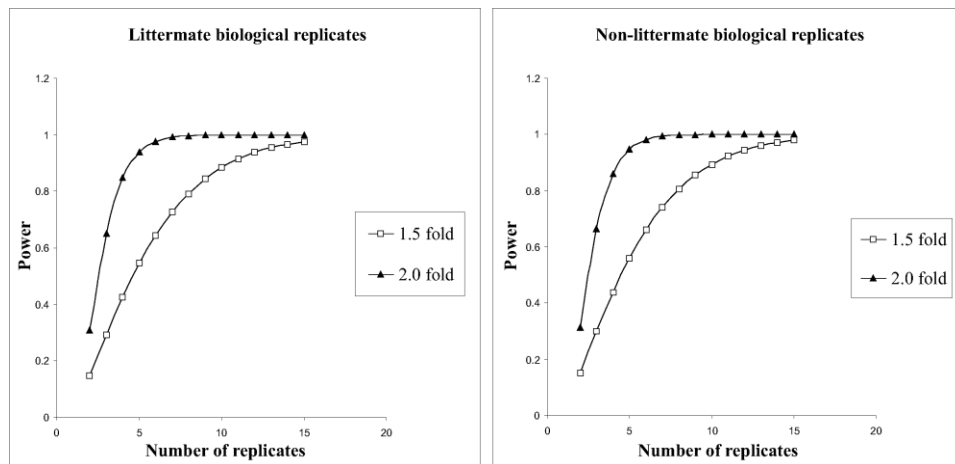 Littermate biological replicates
1.2
1
0.8
0.6
0.4
0.2
0
Power
0
5
10
15
20
Number of replicates
1.5 fold
2.0 fold
Non-littermate biological replicates
1.2
1
0.8
0.6
0.4
0.2
0
Power
0
5
10
15
20
Number of replicates
1.5 fold
2.0 fold